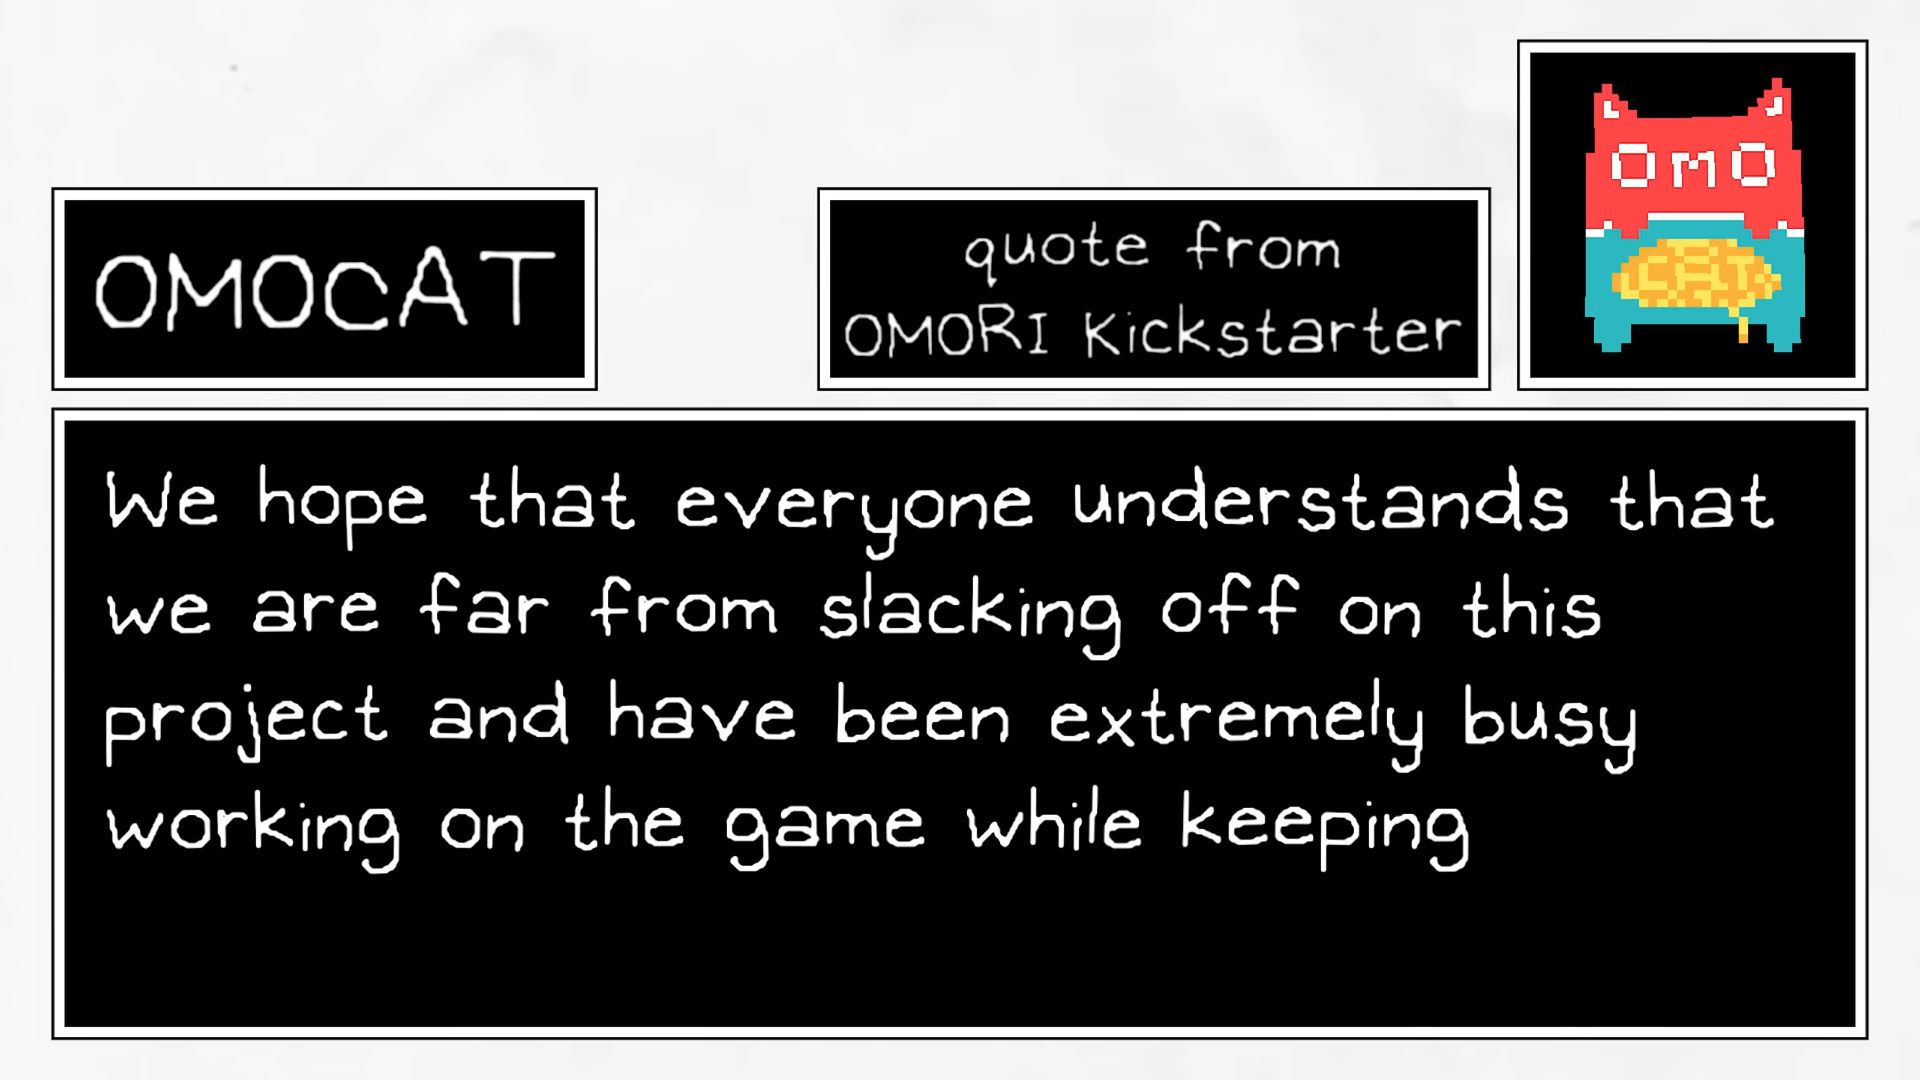 OMOCAT
quote from
OMORI Kickstarter
OMO
CAT
We hope that everyone understands that
we are far from slacking off on this
project and have been extremely busy
working on the game while keeping